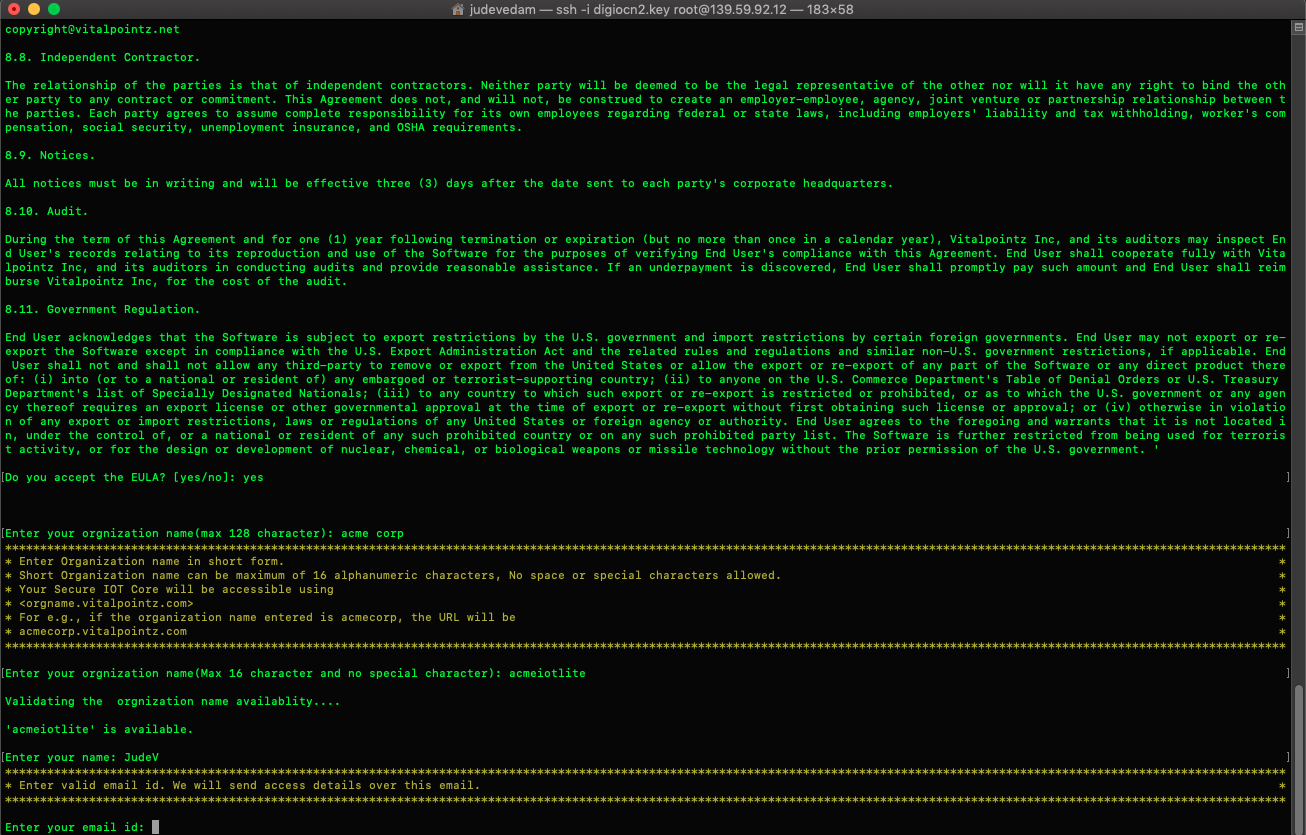 judevedam — ssh -i digiocn2.key root@139.59.92.12 — 183×58
copyright@vitalpointz.net
8.8. Independent Contractor.
The relationship of the parties is that of independent contractors. Neither party will be deemed to be the legal representative of the other nor will it have any right to bind the oth
er party to any contract or commitment. This Agreement does not, and will not, be construed to create an employer-employee, agency, joint venture or partnership relationship between t
he parties. Each party agrees to assume complete responsibility for its own employees regarding federal or state laws, including employers' liability and tax withholding, worker's com
pensation, social security, unemployment insurance, and OSHA requirements.
8.9. Notices.
All notices must be in writing and will be effective three (3) days after the date sent to each party's corporate headquarters.
8.10. Audit.
During the term of this Agreement and for one (1) year following termination or expiration (but no more than once in a calendar year), Vitalpointz Inc, and its auditors may inspect En
d User's records relating to its reproduction and use of the Software for the purposes of verifying End User's compliance with this Agreement. End User shall cooperate fully with Vita
lpointz Inc, and its auditors in conducting audits and provide reasonable assistance. If an underpayment is discovered, End User shall promptly pay such amount and End User shall reim
burse Vitalpointz Inc, for the cost of the audit.
8.11. Government Regulation.
End User acknowledges that the Software is subject to export restrictions by the U.S. government and import restrictions by certain foreign governments. End User may not export or re-
export the Software except in compliance with the U.S. Export Administration Act and the related rules and regulations and similar non-U.S. government restrictions, if applicable. End
 User shall not and shall not allow any third-party to remove or export from the United States or allow the export or re-export of any part of the Software or any direct product there
of: (i) into (or to a national or resident of) any embargoed or terrorist-supporting country; (ii) to anyone on the U.S. Commerce Department's Table of Denial Orders or U.S. Treasury
Department's list of Specially Designated Nationals; (iii) to any country to which such export or re-export is restricted or prohibited, or as to which the U.S. government or any agen
cy thereof requires an export license or other governmental approval at the time of export or re-export without first obtaining such license or approval; or (iv) otherwise in violatio
n of any export or import restrictions, laws or regulations of any United States or foreign agency or authority. End User agrees to the foregoing and warrants that it is not located i
n, under the control of, or a national or resident of any such prohibited country or on any such prohibited party list. The Software is further restricted from being used for terroris
t activity, or for the design or development of nuclear, chemical, or biological weapons or missile technology without the prior permission of the U.S. government. '
[Do you accept the EULA? [yes/no]: yes ]
[Enter your orgnization name(max 128 character): acme corp ]
***************************************************************************************************************************************************************************************
* Enter Organization name in short form. *
* Short Organization name can be maximum of 16 alphanumeric characters, No space or special characters allowed. *
* Your Secure IOT Core will be accessible using *
* <orgname.vitalpointz.com> *
* For e.g., if the organization name entered is acmecorp, the URL will be *
* acmecorp.vitalpointz.com *
***************************************************************************************************************************************************************************************
[Enter your orgnization name(Max 16 character and no special character): acmeiotlite ]
Validating the  orgnization name availablity....
'acmeiotlite' is available.
[Enter your name: JudeV ]
***************************************************************************************************************************************************************************************
* Enter valid email id. We will send access details over this email. *
***************************************************************************************************************************************************************************************
Enter your email id: